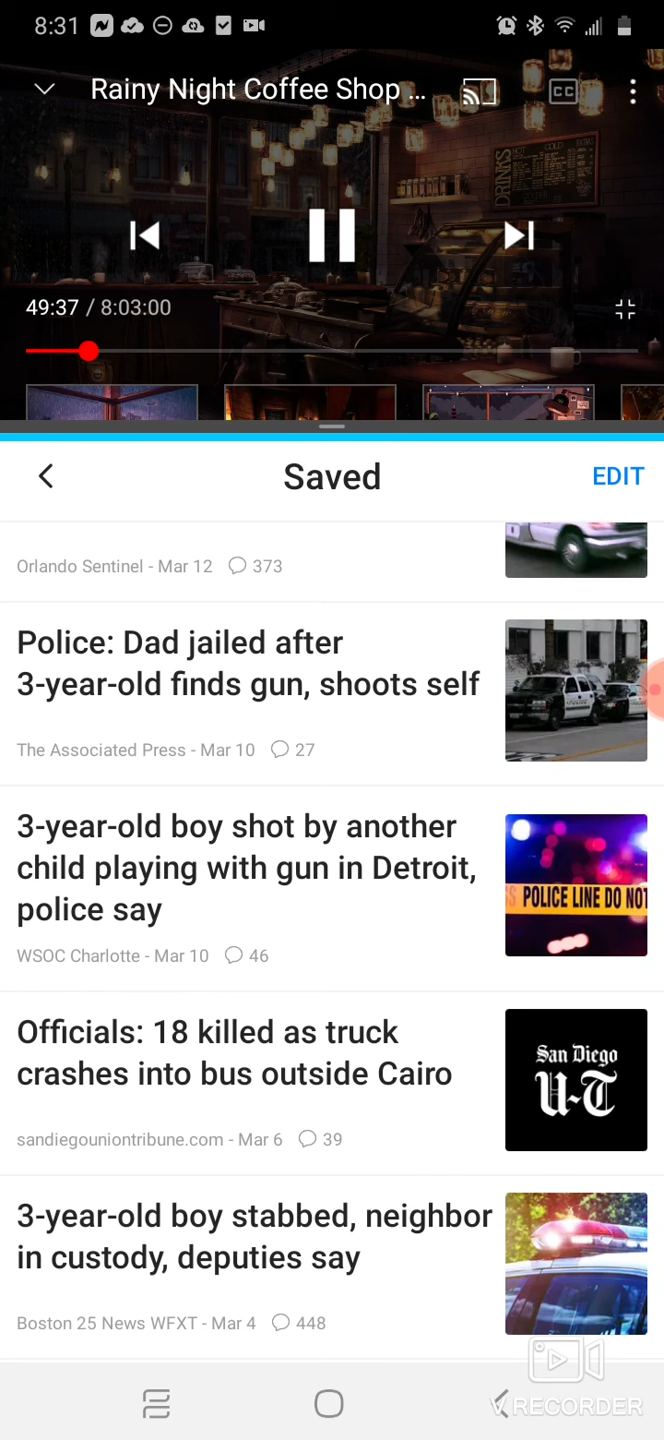 8:31
Rainy Night Coffee Shop ...
CC
DRINKS
HOT
COLD
49:37 / 8:03:00
Saved
EDIT
Orlando Sentinel - Mar 12 373
Police: Dad jailed after
3-year-old finds gun, shoots self
The Associated Press - Mar 10 27
3-year-old boy shot by another
child playing with gun in Detroit,
police say
POLICE LINE DO NOT
WSOC Charlotte - Mar 10 46
Officials: 18 killed as truck
crashes into bus outside Cairo
San Diego
U-T
sandiegouniontribune.com - Mar 6 39
3-year-old boy stabbed, neighbor
in custody, deputies say
Boston 25 News WFXT - Mar 4 448
V RECORDER